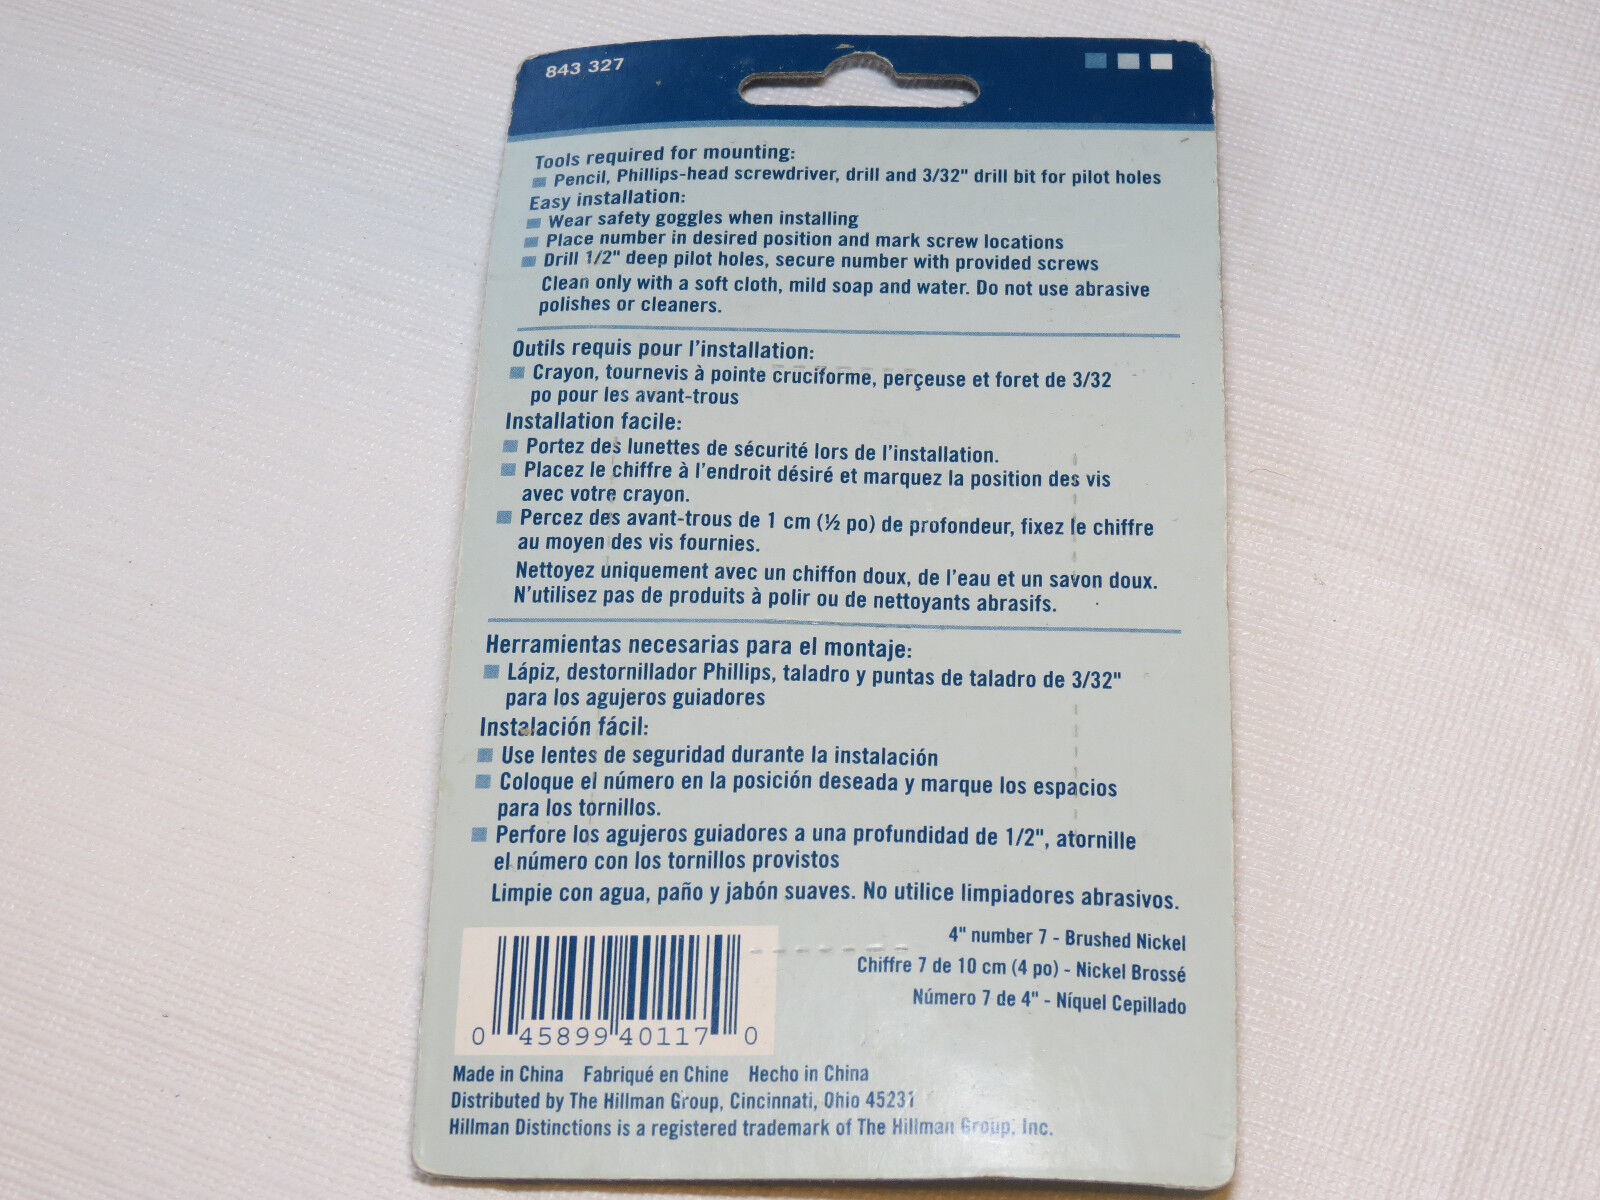 843 327
Tools required for mounting:
Pencil, Phillips-head screwdriver, drill and 3/32" drill bit for pilot holes
Easy installation:
Wear safety goggles when installing
Place number in desired position and mark screw locations
Drill 1/2" deep pilot holes, secure number with provided screws
Clean only with a soft cloth, mild soap and water. Do not use abrasive
polishes or cleaners.
Outils requis pour l'installation:
Crayon, tournevis à pointe cruciforme, perçeuse et foret de 3/32
po pour les avant-trous
Installation facile:
Portez des lunettes de sécurité lors de l'installation.
Placez le chiffre à l'endroit désiré et marquez la position des vis
avec votre crayon.
Percez des avant-trous de 1 cm (½ po) de profondeur, fixez le chiffre
au moyen des vis fournies.
Nettoyez uniquement avec un chiffon doux, de l'eau et un savon doux.
N'utilisez pas de produits à polir ou de nettoyants abrasifs.
Herramientas necesarias para el montaje:
Lápiz, destornillador Phillips, taladro y puntas de taladro de 3/32"
para los agujeros guiadores
Instalación fácil:
Use lentes de seguridad durante la instalación
Coloque el número en la posición deseada y marque los espacios
para los tornillos.
Perfore los agujeros guiadores a una profundidad de 1/2", atornille
el número con los tornillos provistos
Limpie con agua, paño y jabón suaves. No utilice limpiadores abrasivos.
4" number 7 - Brushed Nickel
Chiffre 7 de 10 cm (4 po) - Nickel Brossé
Número 7 de 4" - Níquel Cepillado
0 45899 40117 0
Made in China Fabriqué en Chine Hecho in China
Distributed by The Hillman Group, Cincinnati, Ohio 45231
Hillman Distinctions is a registered trademark of The Hillman Group, Inc.